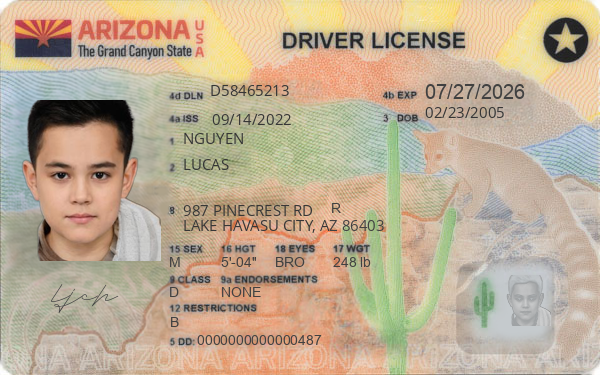 ARIZONA USA
The Grand Canyon State
DRIVER LICENSE
4d DLN D58465213
4b EXP 07/27/2026
4a ISS 09/14/2022
3 DOB 02/23/2005
1 NGUYEN
2 LUCAS
8 987 PINECREST RD R
LAKE HAVASU CITY, AZ 86403
15 SEX 16 HGT 18 EYES 17 WGT
M 5'-04" BRO 248 lb
9 CLASS 9a ENDORSEMENTS
D NONE
12 RESTRICTIONS
B
5 DD: 0000000000000487
ARIZONA ARIZONA ARIZONA ARIZONA